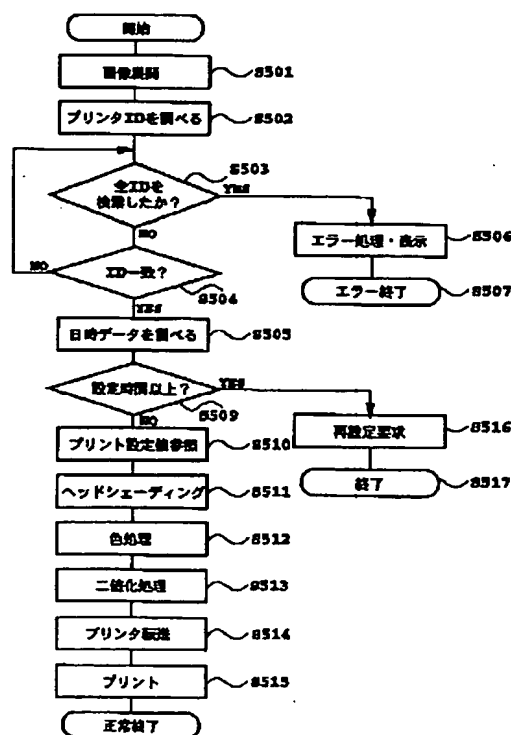 開始
画像展開
S501
プリンタIDを調べる
S502
S503
全IDを
検索したか?
YES
NO
エラー処理・表示
S506
NO
ID一致?
S504
エラー終了
S507
YES
日時データを調べる
S505
設定時間以上?
YES
S509
NO
プリント設定値参照
S510
再設定要求
S516
ヘッドシェーディング
S511
終了
S517
色処理
S512
二値化処理
S513
プリンタ転送
S514
プリント
S515
正常終了